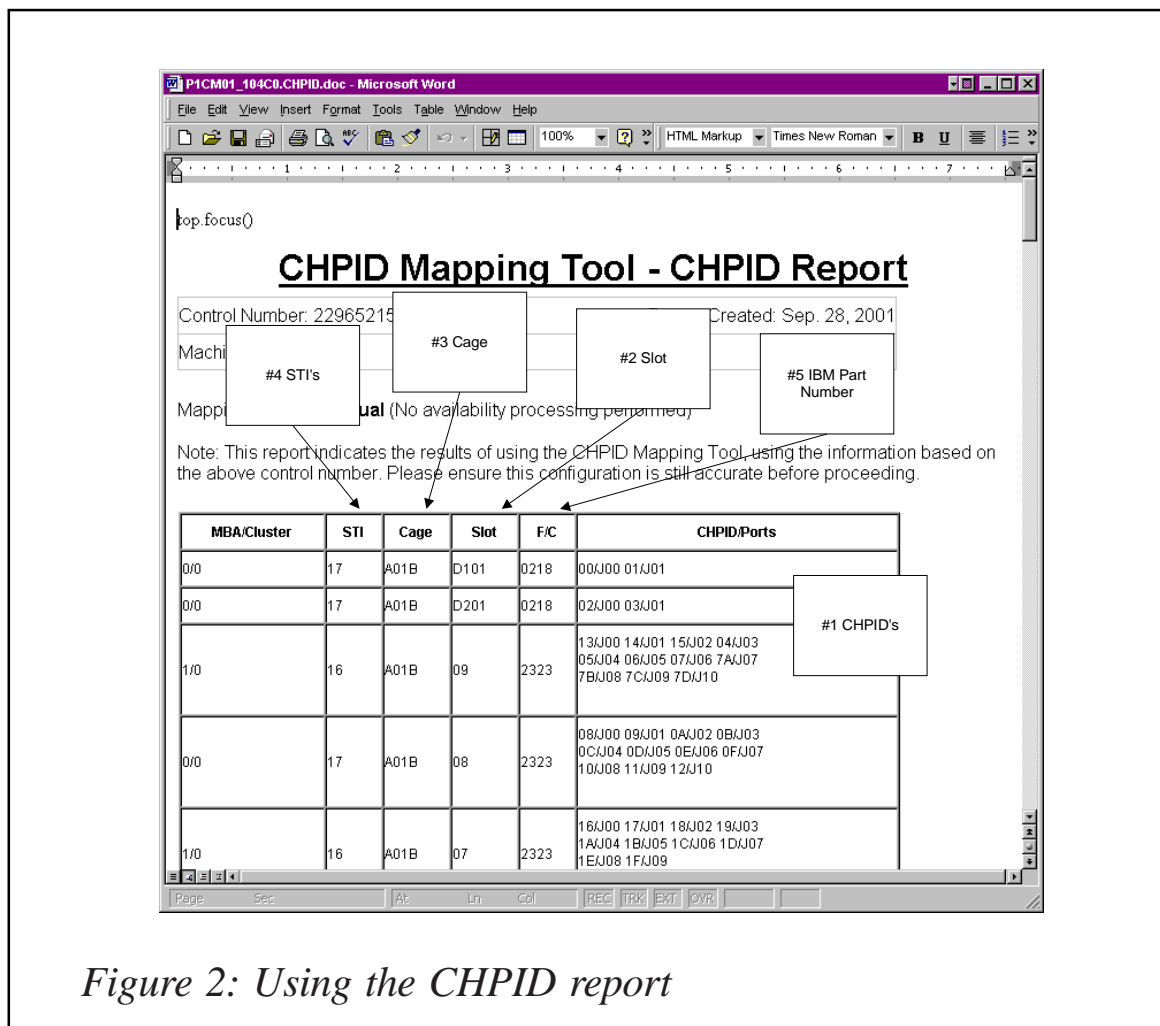 P1CM01_104C0.CHPID.doc - Microsoft Word
File Edit View Insert Format Tools Table Window Help
100% HTML Markup Times New Roman B U
1 2 3 4 5 6 7
top.focus()
CHPID Mapping Tool - CHPID Report
Control Number: 22965215 Created: Sep. 28, 2001
Machi
#4 STI's
#3 Cage
#2 Slot
#5 IBM Part
Number
Mappi ual (No availability processing performed)
Note: This report indicates the results of using the CHPID Mapping Tool, using the information based on
the above control number. Please ensure this configuration is still accurate before proceeding.
MBA/Cluster STI Cage Slot F/C CHPID/Ports
0/0 17 A01B D101 0218 00/J00 01/J01
0/0 17 A01B D201 0218 02/J00 03/J01
#1 CHPID's
1/0 16 A01B 09 2323 13/J00 14/J01 15/J02 04/J03
05/J04 06/J05 07/J06 7A/J07
7B/J08 7C/J09 7D/J10
0/0 17 A01B 08 2323 08/J00 09/J01 0A/J02 0B/J03
0C/J04 0D/J05 0E/J06 0F/J07
10/J08 11/J09 12/J10
1/0 16 A01B 07 2323 16/J00 17/J01 18/J02 19/J03
1A/J04 1B/J05 1C/J06 1D/J07
1E/J08 1F/J09
Page Sec At Ln Col REC TRK EXT OVR
Figure 2: Using the CHPID report